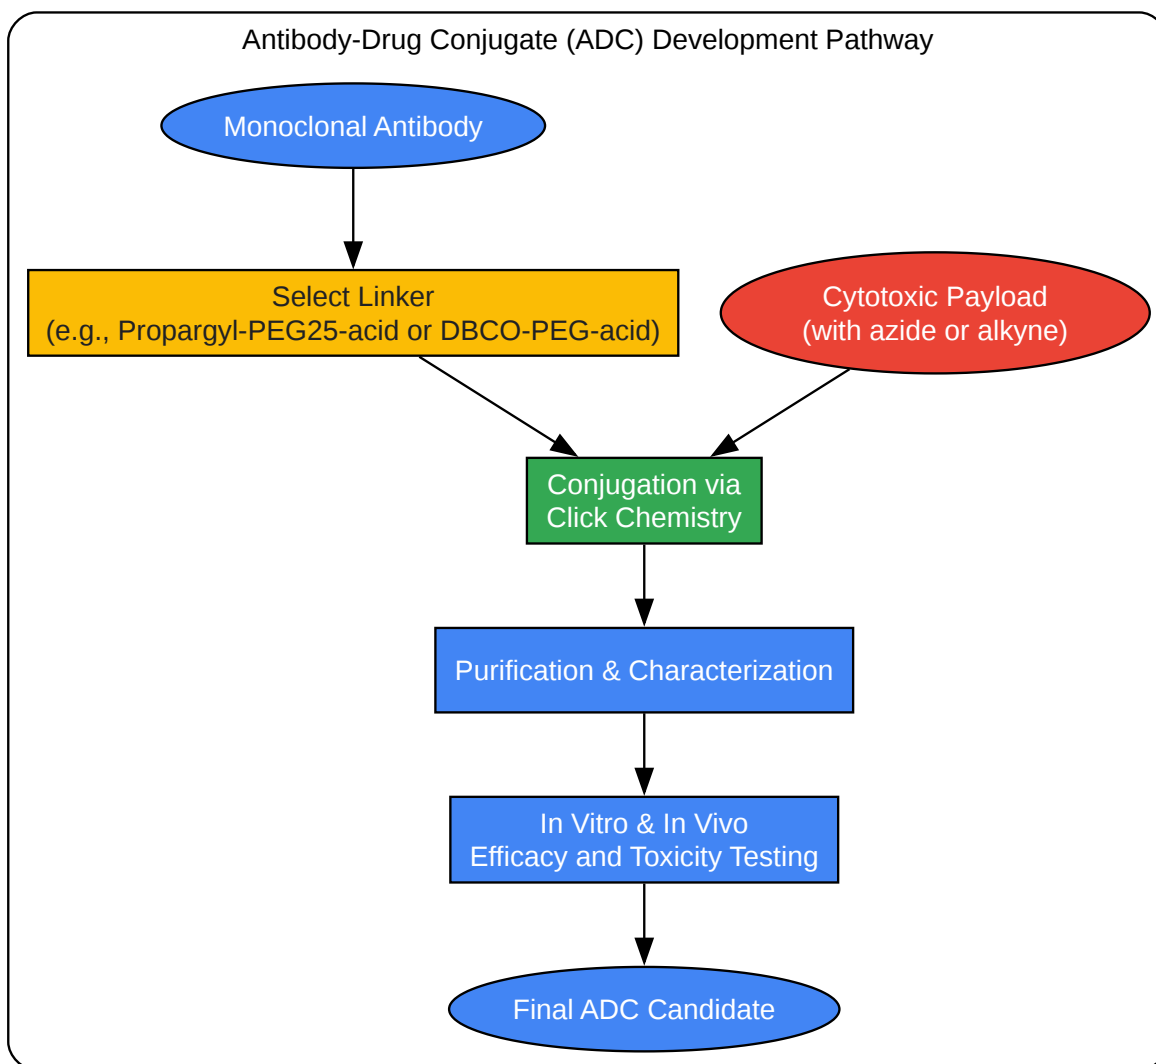 Antibody-Drug Conjugate (ADC) Development Pathway
Monoclonal Antibody
Select Linker
(e.g., Propargyl-PEG25-acid or DBCO-PEG-acid)
Cytotoxic Payload
(with azide or alkyne)
Conjugation via
Click Chemistry
Purification & Characterization
In Vitro & In Vivo
Efficacy and Toxicity Testing
Final ADC Candidate